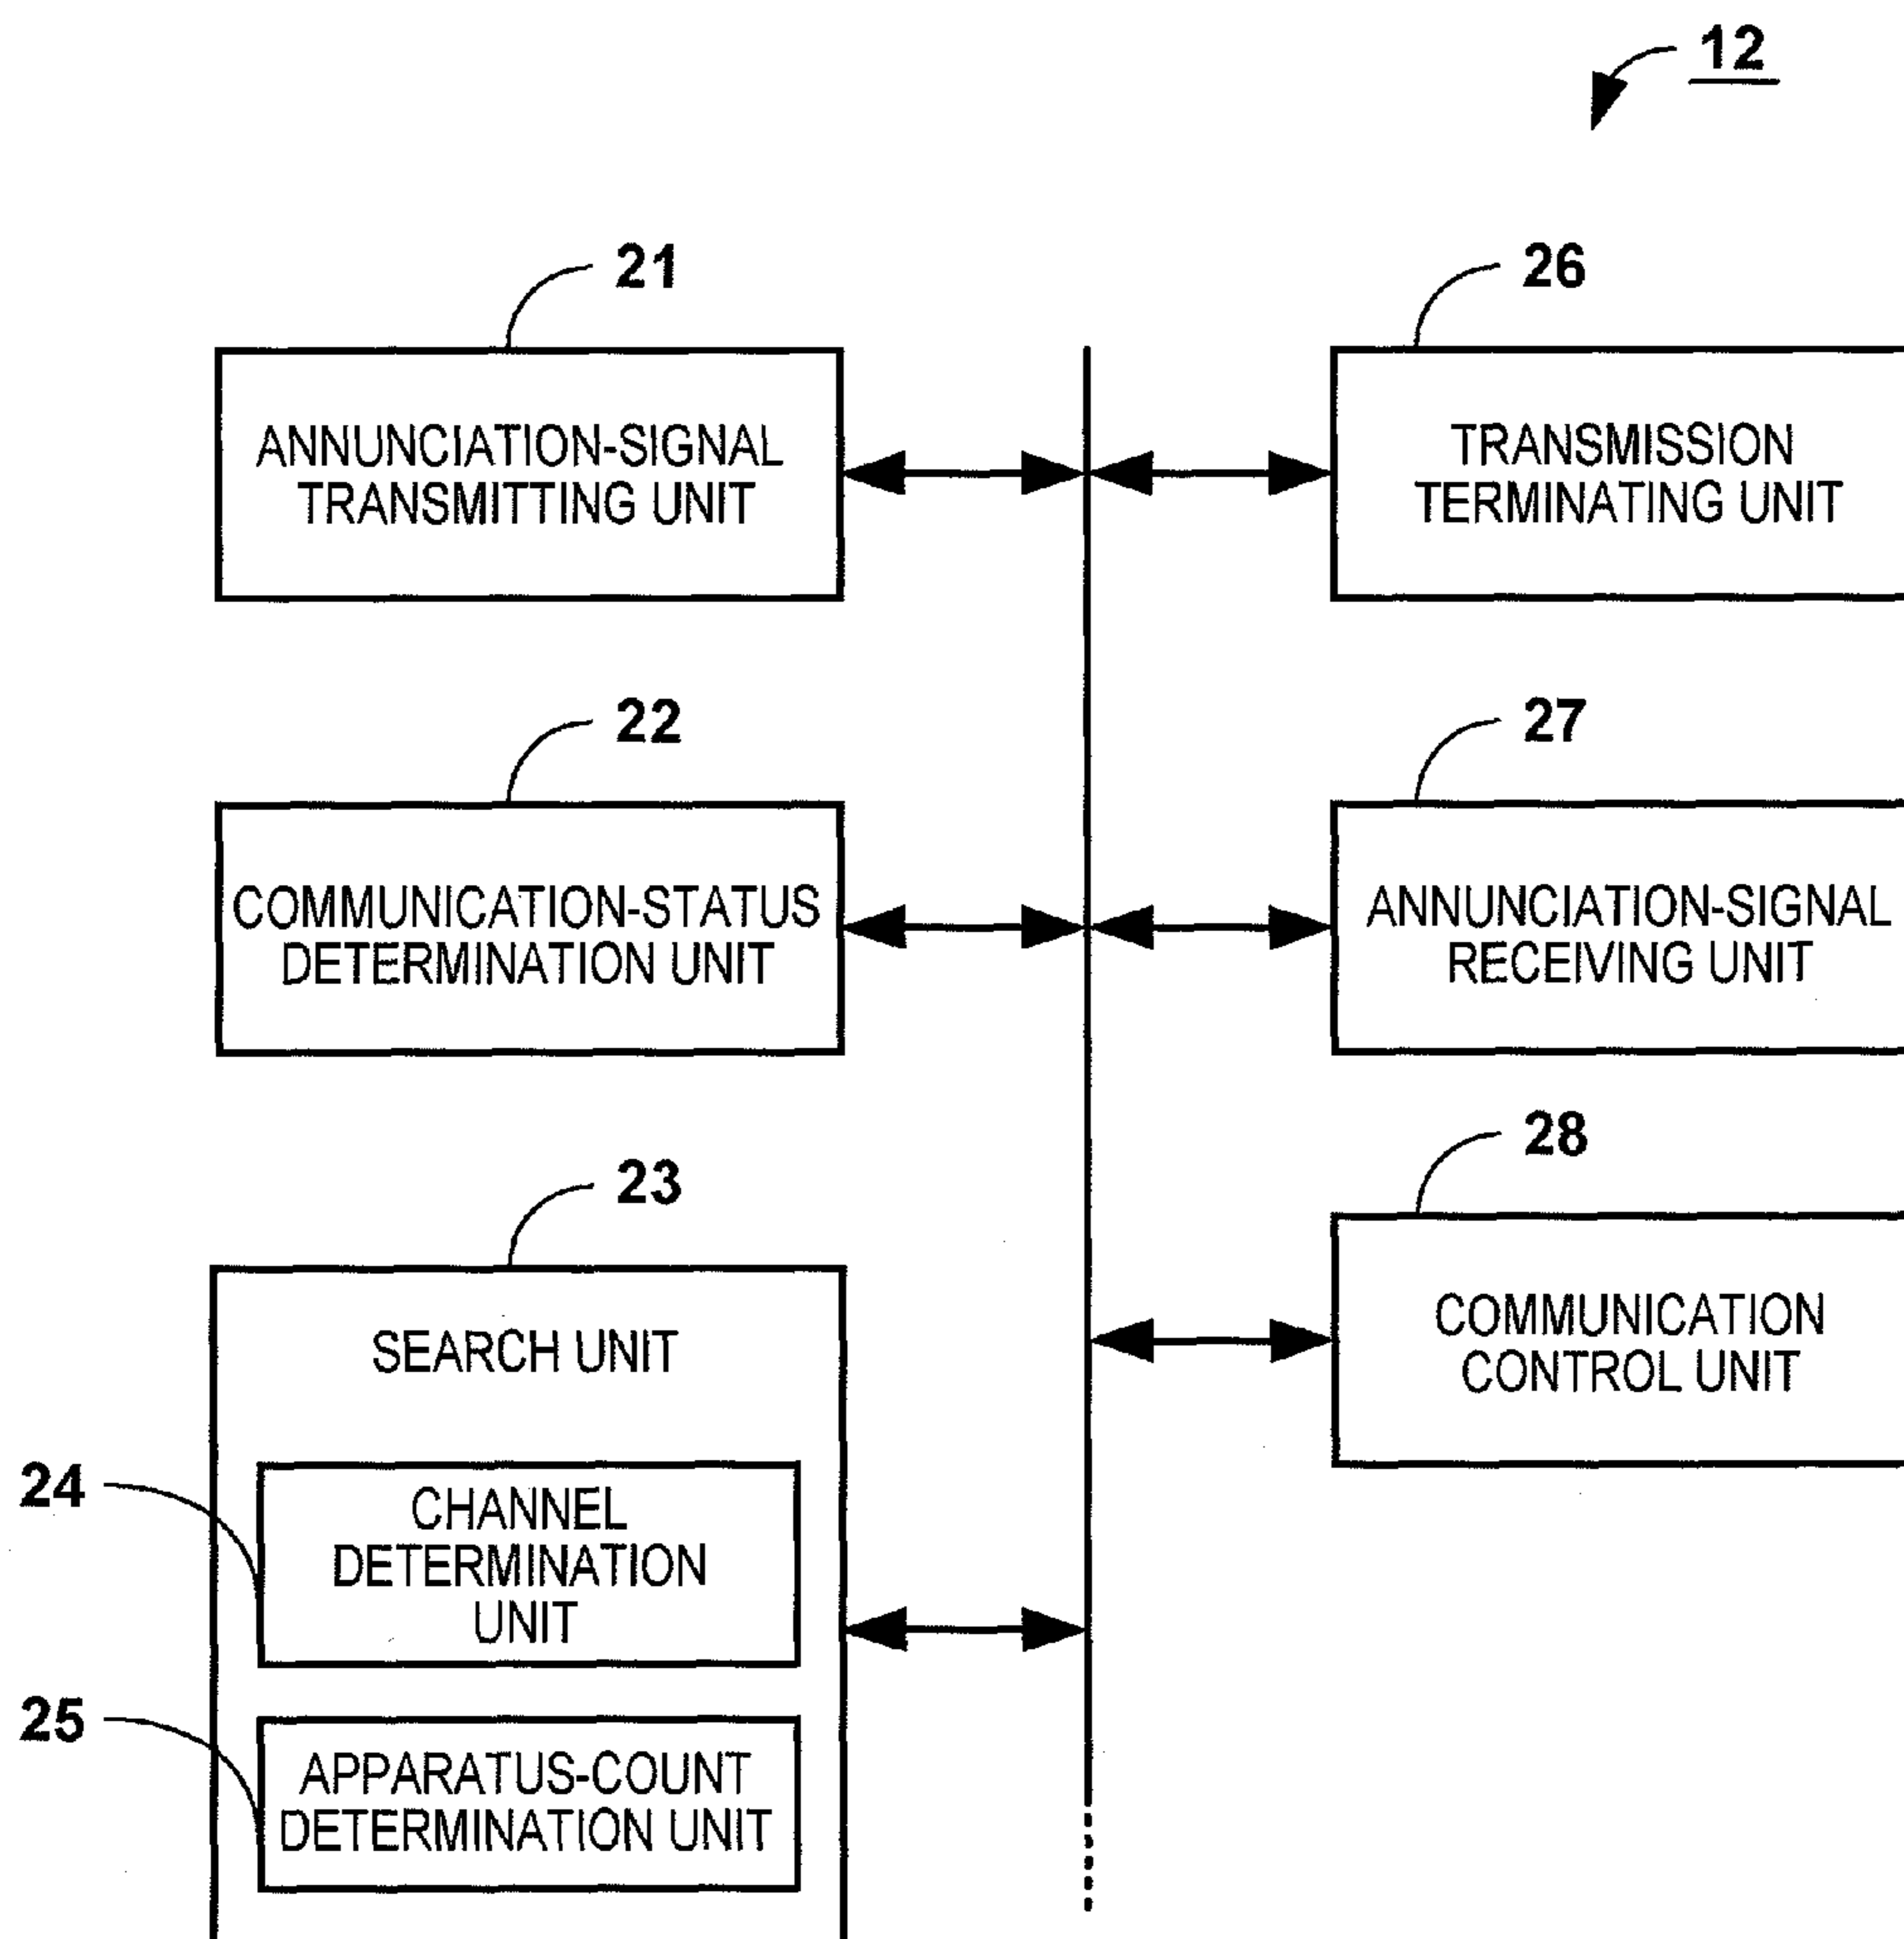 12
21
ANNUNCIATION-SIGNAL
TRANSMITTING UNIT
26
TRANSMISSION
TERMINATING UNIT
22
COMMUNICATION-STATUS
DETERMINATION UNIT
27
ANNUNCIATION-SIGNAL
RECEIVING UNIT
23
SEARCH UNIT
24
CHANNEL
DETERMINATION
UNIT
25
APPARATUS-COUNT
DETERMINATION UNIT
28
COMMUNICATION
CONTROL UNIT